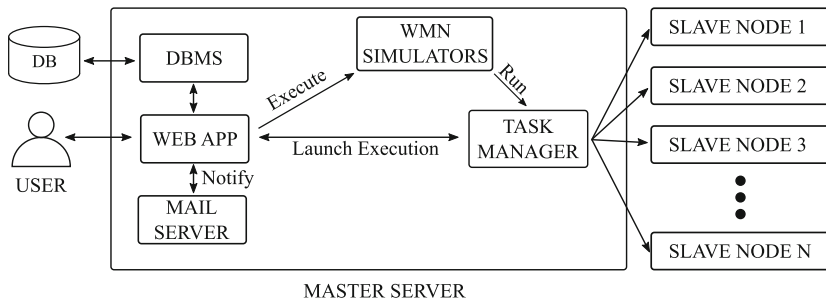 DB
USER
DBMS
WEB APP
Notify
MAIL
SERVER
Execute
WMN
SIMULATORS
Run
Launch Execution
TASK
MANAGER
SLAVE NODE 1
SLAVE NODE 2
SLAVE NODE 3
SLAVE NODE N
MASTER SERVER